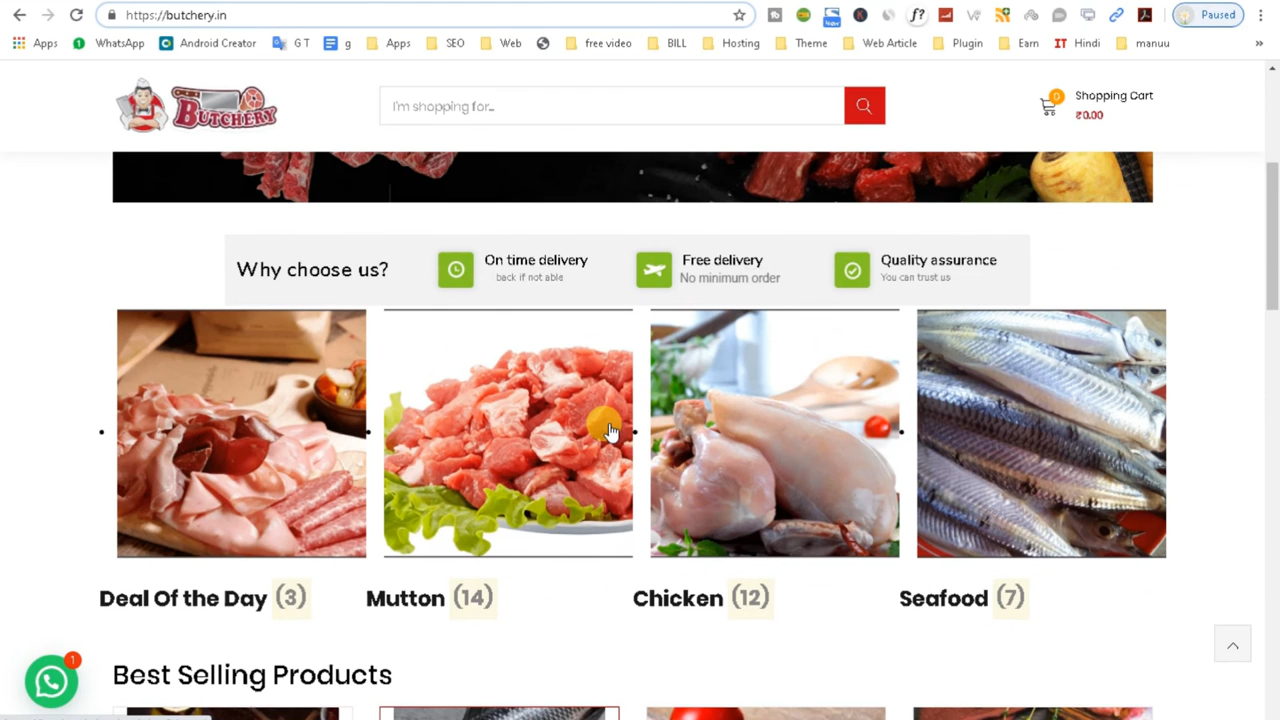 https://butchery.in
Paused
Apps
WhatsApp
Android Creator
G T
g
Apps
SEO
Web
free video
BILL
Hosting
Theme
Web Article
Plugin
Earn
IT Hindi
manuu
»
BUTCHERY
I'm shopping for...
0
Shopping Cart
₹0.00
Why choose us?
On time delivery
back if not able
Free delivery
No minimum order
Quality assurance
You can trust us
Deal Of the Day (3)
Mutton (14)
Chicken (12)
Seafood (7)
1
Best Selling Products